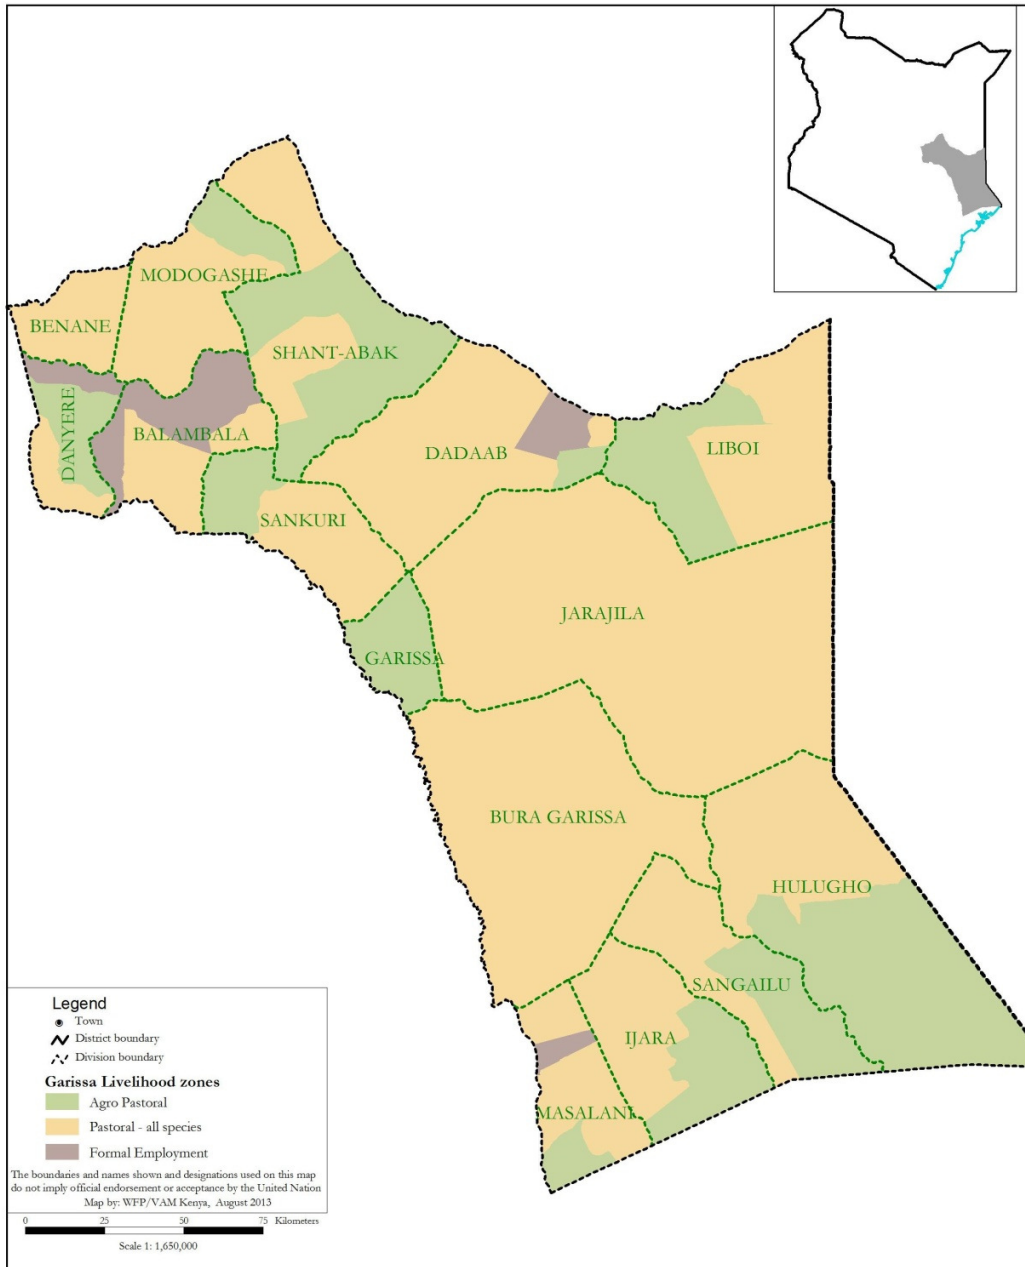 MODOGASHE
BENANE
SHANT-ABAK
DANYERE
BALAMBALA
DADAAB
LIBOI
SANKURI
JARAJILA
GARISSA
BURA GARISSA
HULUGHO
SANGAILU
IJARA
MASALANI
Legend
Town
District boundary
Division boundary
Garissa Livelihood zones
Agro Pastoral
Pastoral - all species
Formal Employment
The boundaries and names shown and designations used on this map
do not imply official endorsement or acceptance by the United Nation
Map by: WFP/VAM Kenya, August 2013
0 25 50 75 Kilometers
Scale 1: 1,650,000